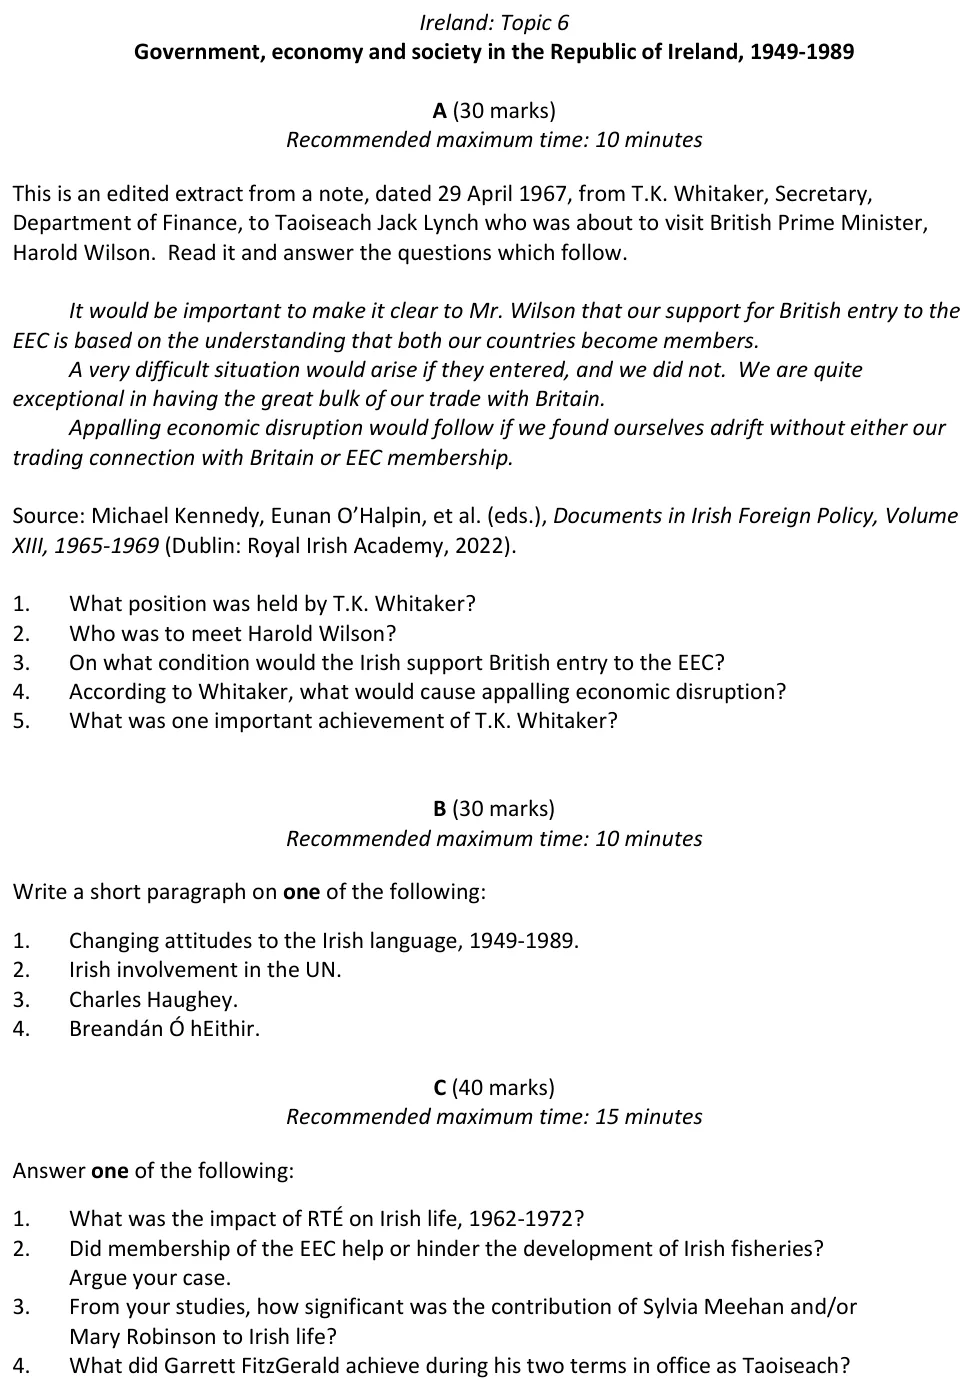 Ireland: Topic 6
Government, economy and society in the Republic of Ireland, 1949-1989
A (30 marks)
Recommended maximum time: 10 minutes
This is an edited extract from a note, dated 29 April 1967, from T.K. Whitaker, Secretary,
Department of Finance, to Taoiseach Jack Lynch who was about to visit British Prime Minister,
Harold Wilson. Read it and answer the questions which follow.
It would be important to make it clear to Mr. Wilson that our support for British entry to the
EEC is based on the understanding that both our countries become members.
A very difficult situation would arise if they entered, and we did not. We are quite
exceptional in having the great bulk of our trade with Britain.
Appalling economic disruption would follow if we found ourselves adrift without either our
trading connection with Britain or EEC membership.
Source: Michael Kennedy, Eunan O’Halpin, et al. (eds.), Documents in Irish Foreign Policy, Volume
XIII, 1965-1969 (Dublin: Royal Irish Academy, 2022).
1. What position was held by T.K. Whitaker?
2. Who was to meet Harold Wilson?
3. On what condition would the Irish support British entry to the EEC?
4. According to Whitaker, what would cause appalling economic disruption?
5. What was one important achievement of T.K. Whitaker?
B (30 marks)
Recommended maximum time: 10 minutes
Write a short paragraph on one of the following:
1. Changing attitudes to the Irish language, 1949-1989.
2. Irish involvement in the UN.
3. Charles Haughey.
4. Breandán Ó hEithir.
C (40 marks)
Recommended maximum time: 15 minutes
Answer one of the following:
1. What was the impact of RTÉ on Irish life, 1962-1972?
2. Did membership of the EEC help or hinder the development of Irish fisheries?
Argue your case.
3. From your studies, how significant was the contribution of Sylvia Meehan and/or
Mary Robinson to Irish life?
4. What did Garrett FitzGerald achieve during his two terms in office as Taoiseach?